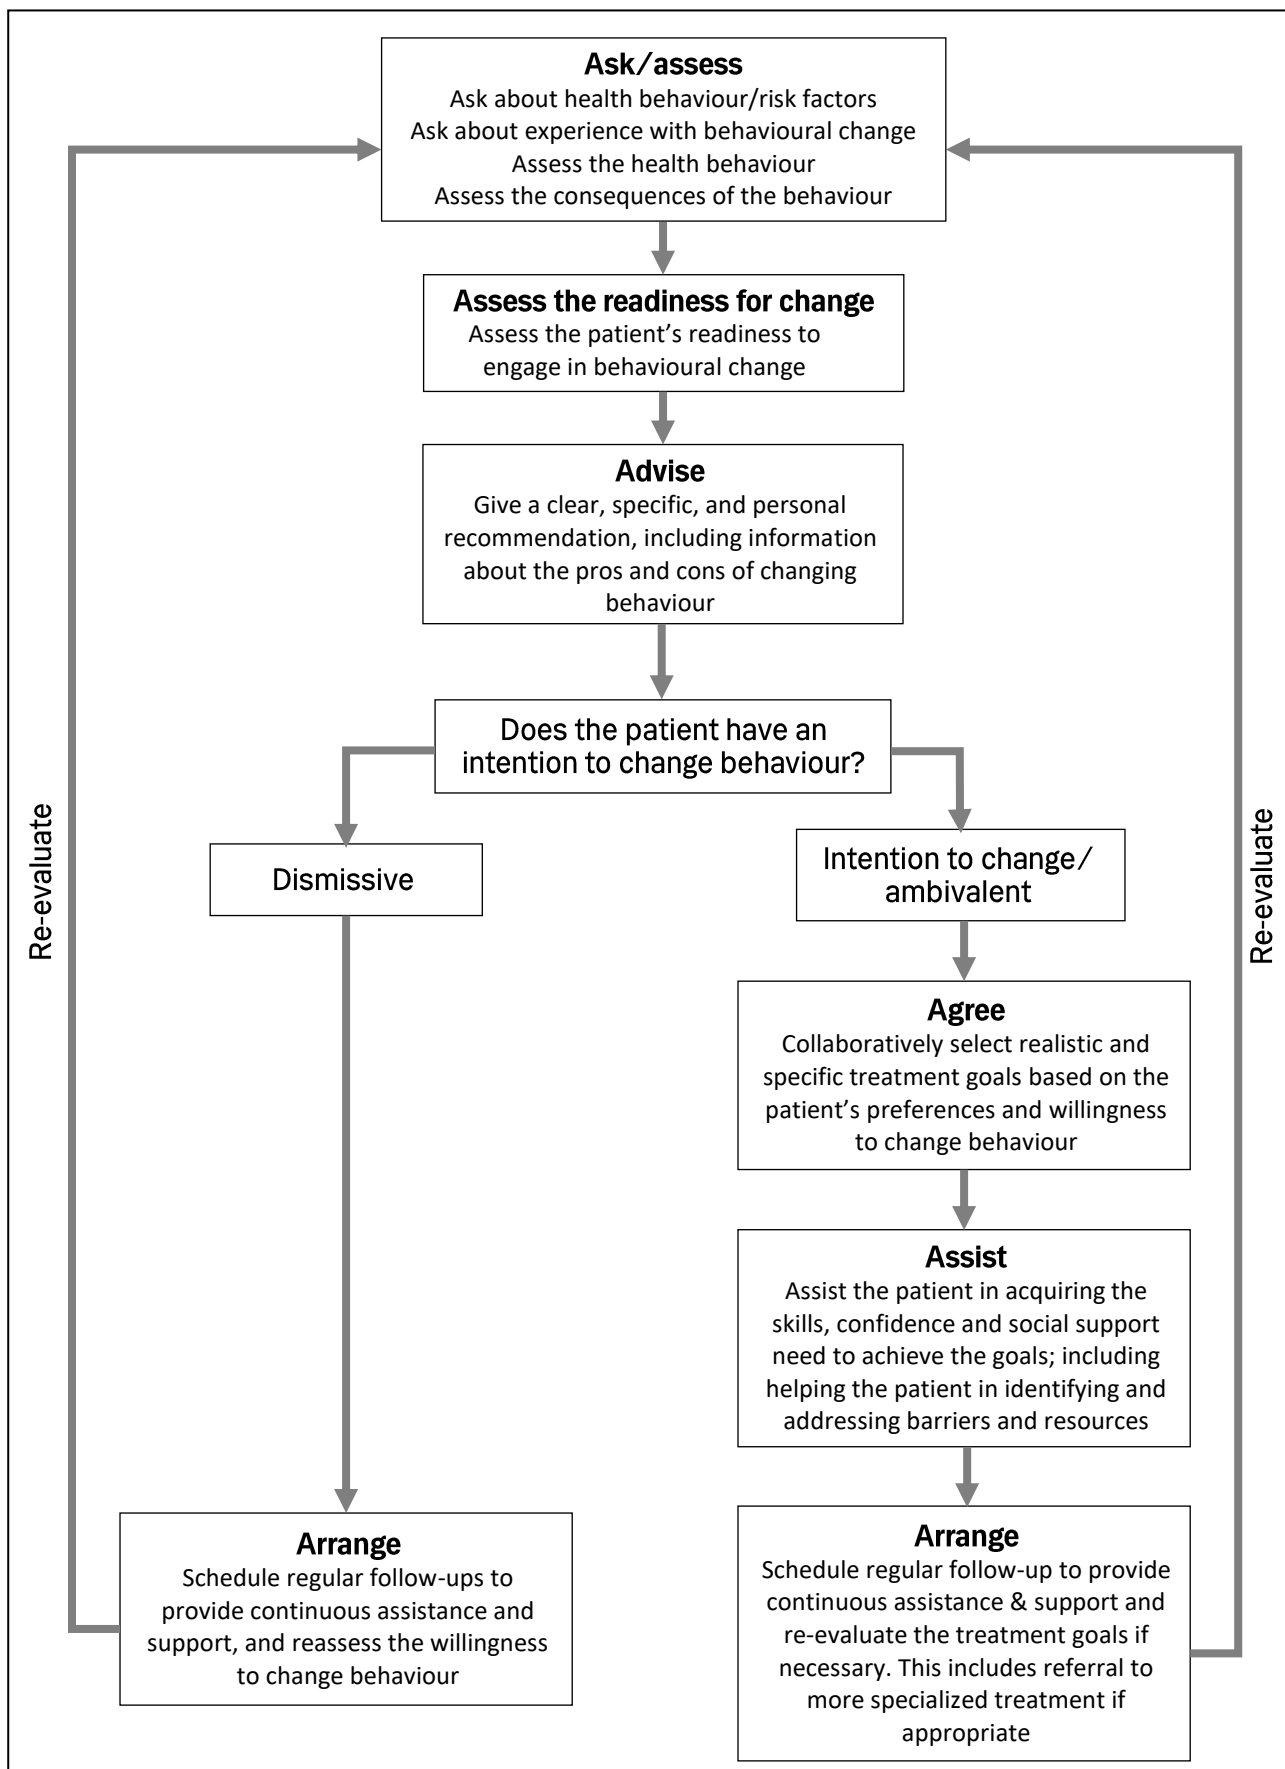 Ask/assess
Ask about health behaviour/risk factors
Ask about experience with behavioural change
Assess the health behaviour
Assess the consequences of the behaviour
Assess the readiness for change
Assess the patient's readiness to
engage in behavioural change
Advise
Give a clear, specific, and personal
recommendation, including information
about the pros and cons of changing
behaviour
Does the patient have an
intention to change behaviour?
Re-evaluate
Dismissive
Intention to change/
ambivalent
Re-evaluate
Agree
Collaboratively select realistic and
specific treatment goals based on the
patient's preferences and willingness
to change behaviour
Assist
Assist the patient in acquiring the
skills, confidence and social support
need to achieve the goals; including
helping the patient in identifying and
addressing barriers and resources
Arrange
Schedule regular follow-ups to
provide continuous assistance and
support, and reassess the willingness
to change behaviour
Arrange
Schedule regular follow-up to provide
continuous assistance & support and
re-evaluate the treatment goals if
necessary. This includes referral to
more specialized treatment if
appropriate